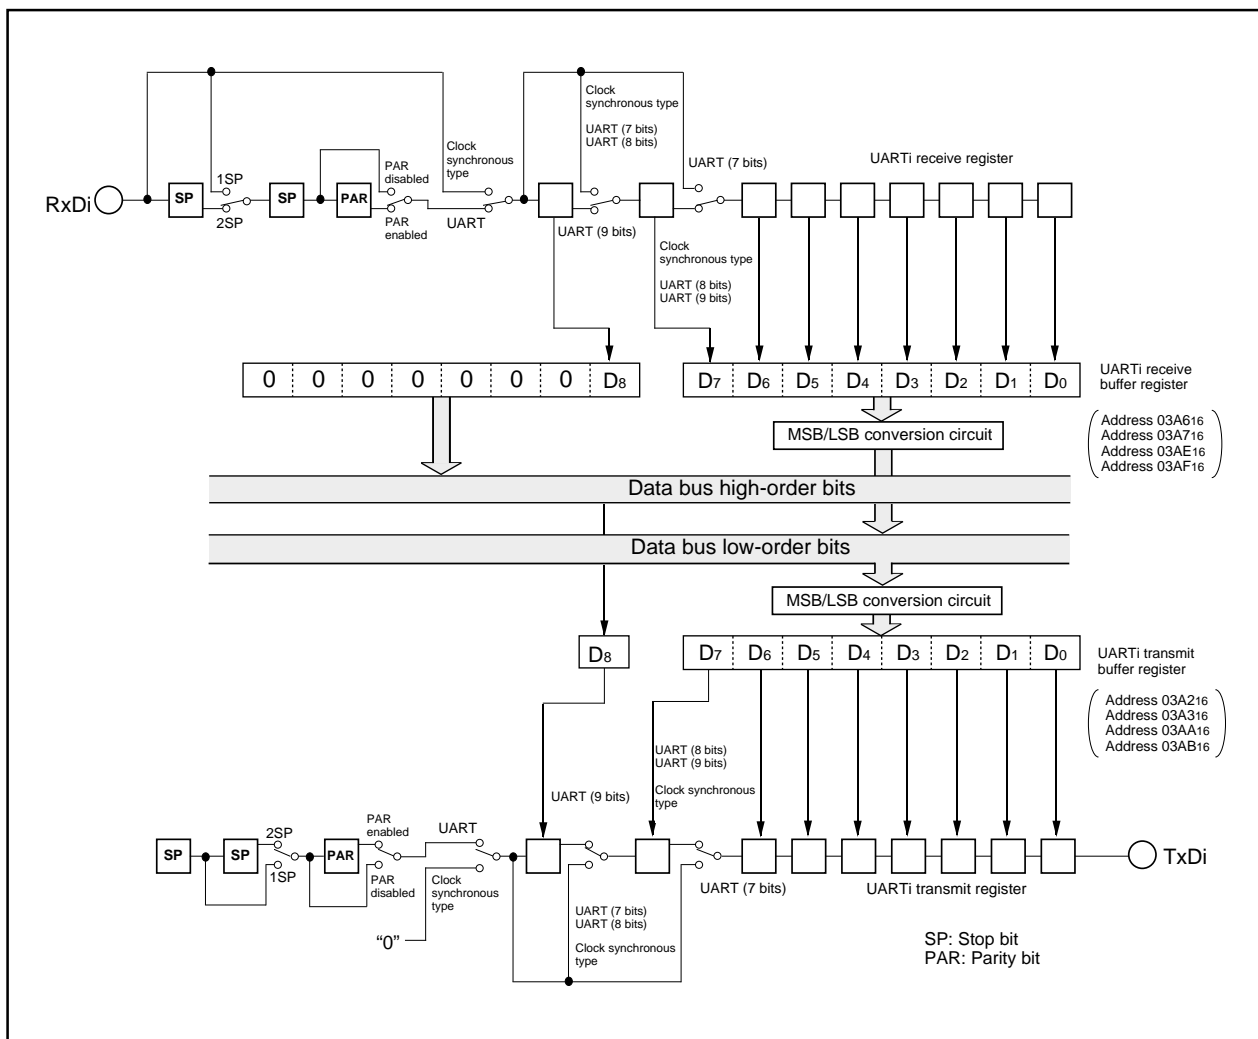 Clock
synchronous type
UART (7 bits)
UART (8 bits)
Clock
synchronous
type
PAR
disabled
UART (7 bits)
UARTi receive register
1SP
RxDi
SP
SP
PAR
2SP
PAR
enabled
UART
UART (9 bits)
Clock
synchronous type
UART (8 bits)
UART (9 bits)
0 0 0 0 0 0 0 D8
D7 D6 D5 D4 D3 D2 D1 D0
UARTi receive
buffer register
MSB/LSB conversion circuit
Address 03A616
Address 03A716
Address 03AE16
Address 03AF16
Data bus high-order bits
Data bus low-order bits
MSB/LSB conversion circuit
D8
D7 D6 D5 D4 D3 D2 D1 D0
UARTi transmit
buffer register
Address 03A216
Address 03A316
Address 03AA16
Address 03AB16
UART (8 bits)
UART (9 bits)
Clock synchronous
type
UART (9 bits)
PAR
enabled
2SP
UART
SP
SP
PAR
TxDi
1SP
PAR
disabled
Clock
synchronous
type
UART (7 bits)
UARTi transmit register
UART (7 bits)
UART (8 bits)
Clock synchronous
type
“0”
SP: Stop bit
PAR: Parity bit